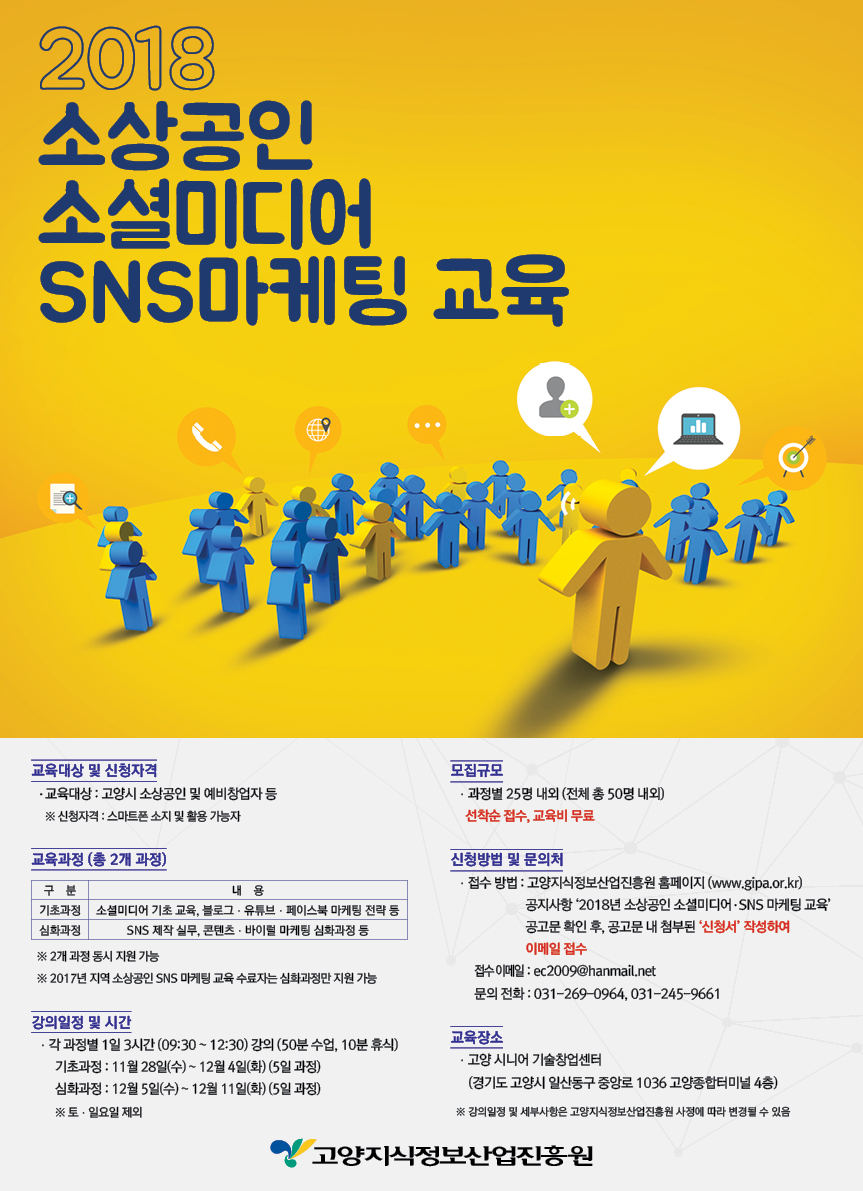 2018
소상공인
소셜미디어
SNS마케팅 교육
교육대상 및 신청자격
· 교육대상 : 고양시 소상공인 및 예비창업자 등
※ 신청자격 : 스마트폰 소지 및 활용 가능자
교육과정 (총 2개 과정)
구 분 내 용
기초과정 소셜미디어 기초 교육, 블로그 · 유튜브 · 페이스북 마케팅 전략 등
심화과정 SNS 제작 실무, 콘텐츠 · 바이럴 마케팅 심화과정 등
※ 2개 과정 동시 지원 가능
※ 2017년 지역 소상공인 SNS 마케팅 교육 수료자는 심화과정만 지원 가능
강의일정 및 시간
· 각 과정별 1일 3시간 (09:30 ~ 12:30) 강의 (50분 수업, 10분 휴식)
기초과정 : 11월 28일(수) ~ 12월 4일(화) (5일 과정)
심화과정 : 12월 5일(수) ~ 12월 11일(화) (5일 과정)
※ 토 · 일요일 제외
모집규모
· 과정별 25명 내외 (전체 총 50명 내외)
선착순 접수, 교육비 무료
신청방법 및 문의처
· 접수 방법 : 고양지식정보산업진흥원 홈페이지 (www.gipa.or.kr)
공지사항 ‘2018년 소상공인 소셜미디어·SNS 마케팅 교육’
공고문 확인 후, 공고문 내 첨부된 ‘신청서’ 작성하여
이메일 접수
접수이메일 : ec2009@hanmail.net
문의 전화 : 031-269-0964, 031-245-9661
교육장소
· 고양 시니어 기술창업센터
(경기도 고양시 일산동구 중앙로 1036 고양종합터미널 4층)
※ 강의일정 및 세부사항은 고양지식정보산업진흥원 사정에 따라 변경될 수 있음
고양지식정보산업진흥원